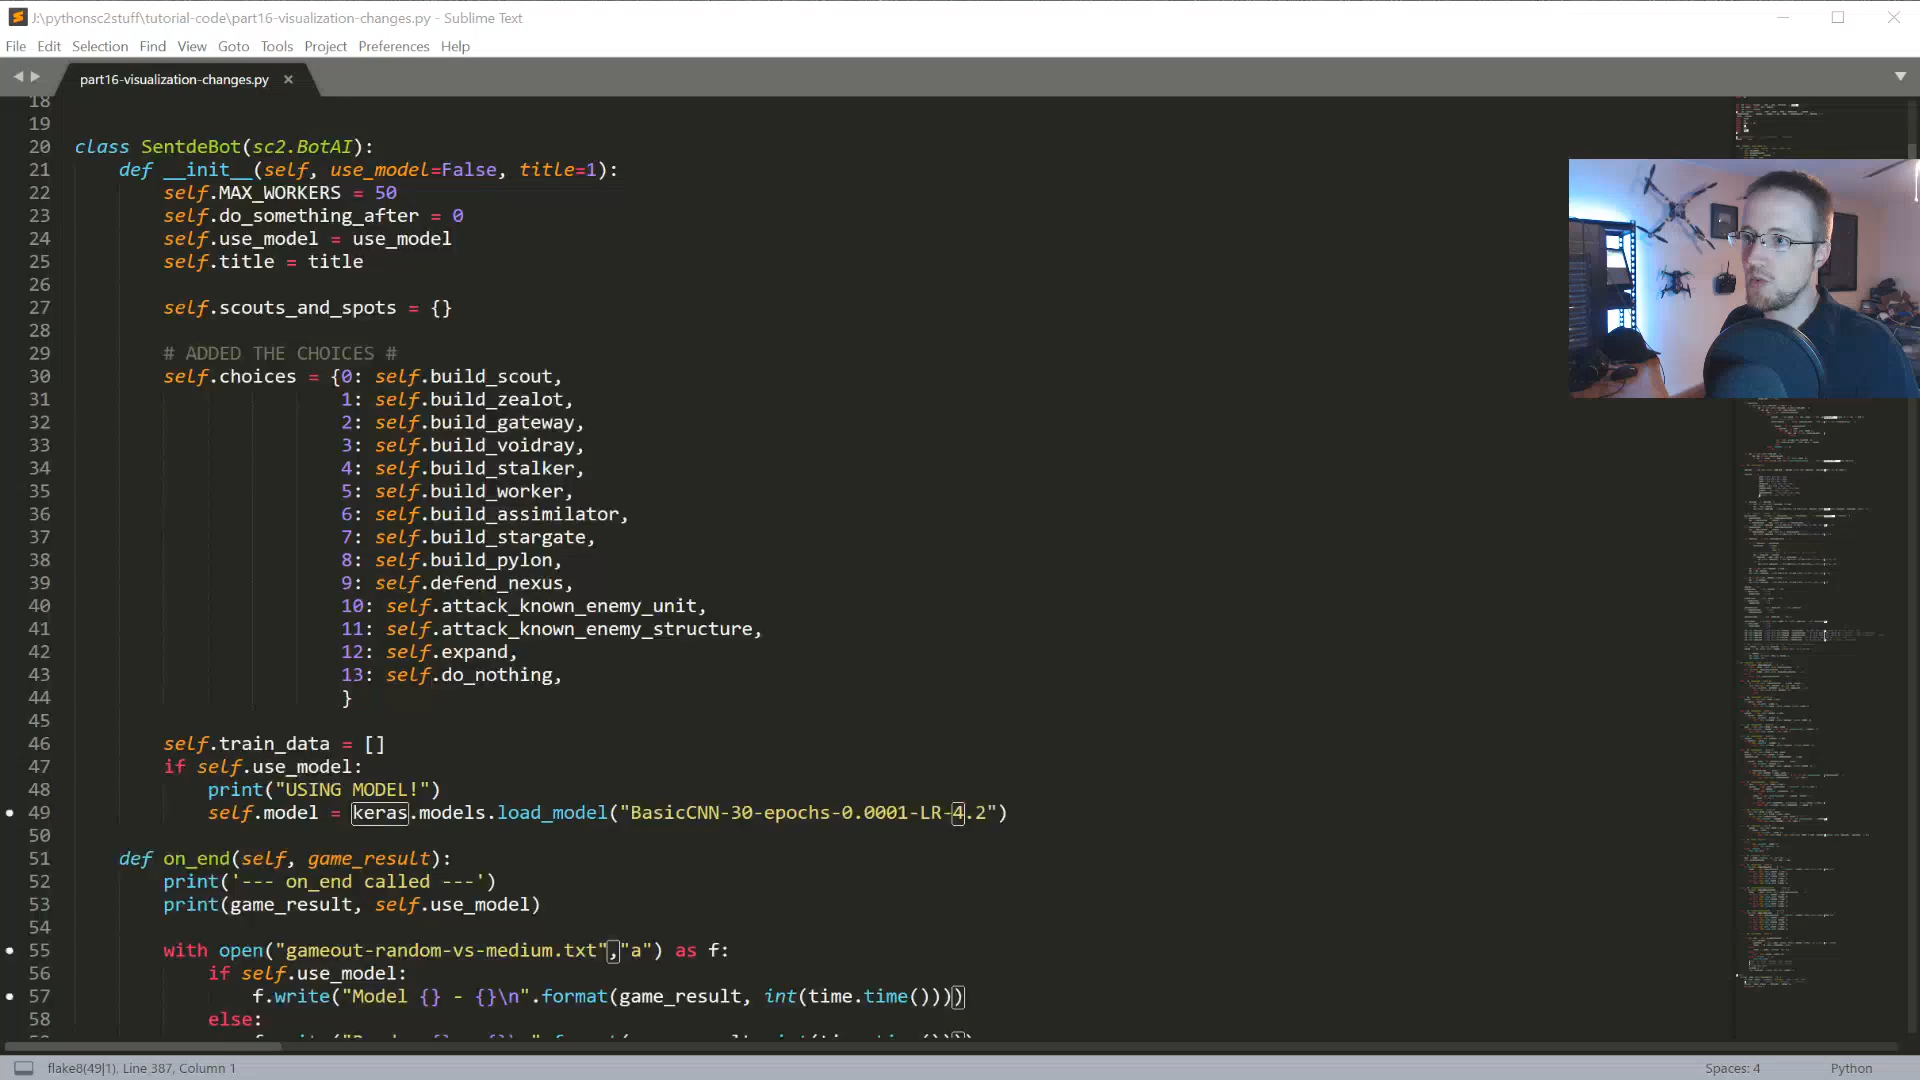 J:\pythonsc2stuff\tutorial-code\part16-visualization-changes.py - Sublime Text
File Edit Selection Find View Goto Tools Project Preferences Help
part16-visualization-changes.py ×
18
19
20 class SentdeBot(sc2.BotAI):
21 def __init__(self, use_model=False, title=1):
22 self.MAX_WORKERS = 50
23 self.do_something_after = 0
24 self.use_model = use_model
25 self.title = title
26
27 self.scouts_and_spots = {}
28
29 # ADDED THE CHOICES #
30 self.choices = {0: self.build_scout,
31 1: self.build_zealot,
32 2: self.build_gateway,
33 3: self.build_voidray,
34 4: self.build_stalker,
35 5: self.build_worker,
36 6: self.build_assimilator,
37 7: self.build_stargate,
38 8: self.build_pylon,
39 9: self.defend_nexus,
40 10: self.attack_known_enemy_unit,
41 11: self.attack_known_enemy_structure,
42 12: self.expand,
43 13: self.do_nothing,
44 }
45
46 self.train_data = []
47 if self.use_model:
48 print("USING MODEL!")
49 self.model = keras.models.load_model("BasicCNN-30-epochs-0.0001-LR-4.2")
50
51 def on_end(self, game_result):
52 print('--- on_end called ---')
53 print(game_result, self.use_model)
54
55 with open("gameout-random-vs-medium.txt","a") as f:
56 if self.use_model:
57 f.write("Model {} - {}\n".format(game_result, int(time.time())))
58 else:
flake8(49|1), Line 387, Column 1
Spaces: 4
Python